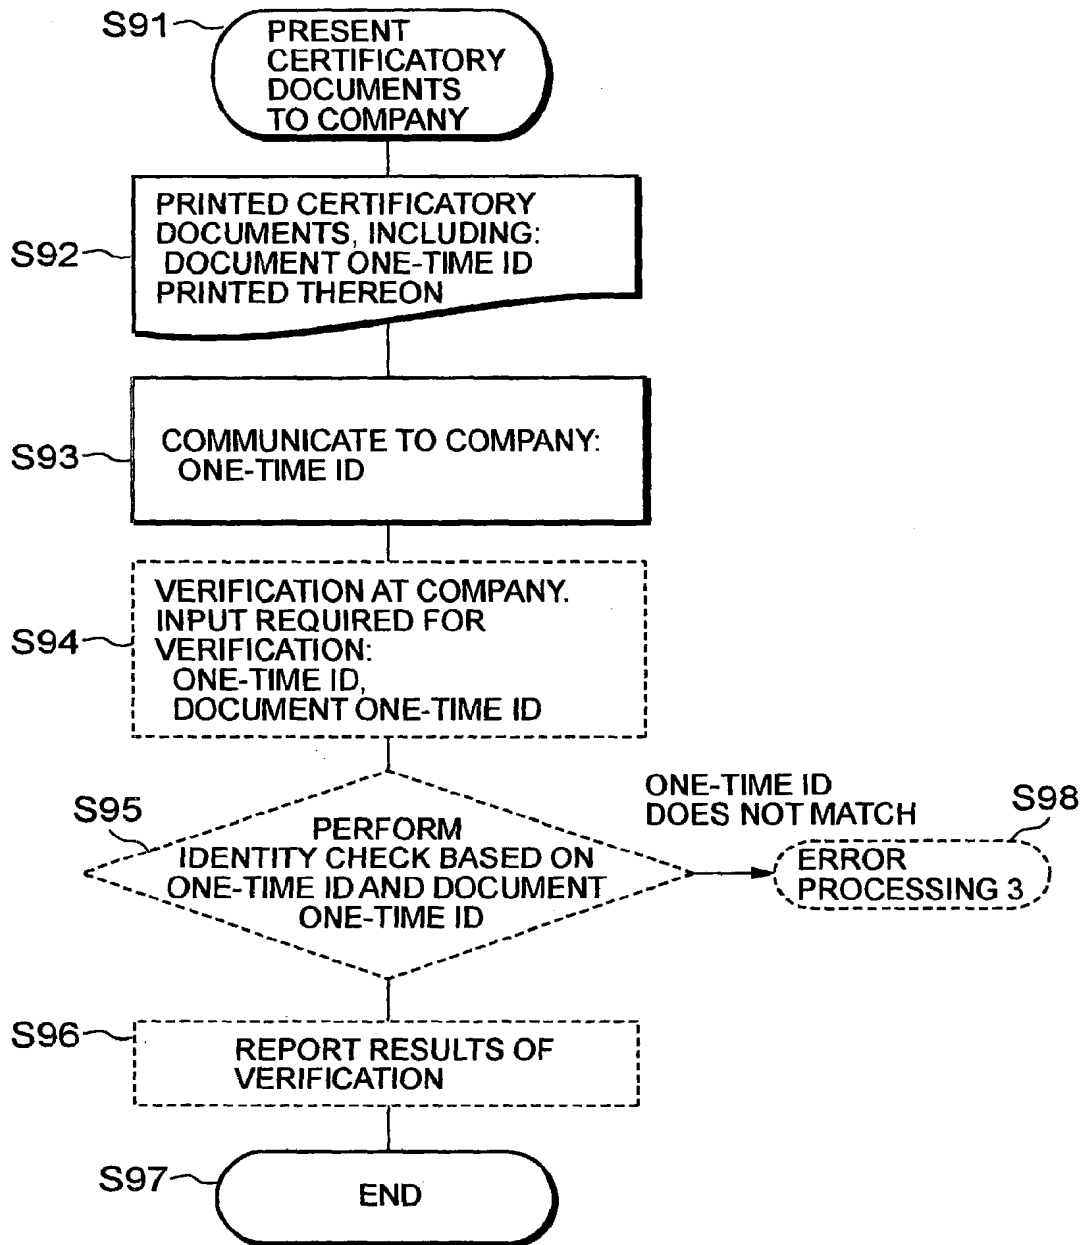 S91
PRESENT
CERTIFICATORY
DOCUMENTS
TO COMPANY
S92
PRINTED CERTIFICATORY
DOCUMENTS, INCLUDING:
DOCUMENT ONE-TIME ID
PRINTED THEREON
S93
COMMUNICATE TO COMPANY:
ONE-TIME ID
S94
VERIFICATION AT COMPANY.
INPUT REQUIRED FOR
VERIFICATION:
ONE-TIME ID,
DOCUMENT ONE-TIME ID
S95
PERFORM
IDENTITY CHECK BASED ON
ONE-TIME ID AND DOCUMENT
ONE-TIME ID
ONE-TIME ID
DOES NOT MATCH
S98
ERROR
PROCESSING 3
S96
REPORT RESULTS OF
VERIFICATION
S97
END